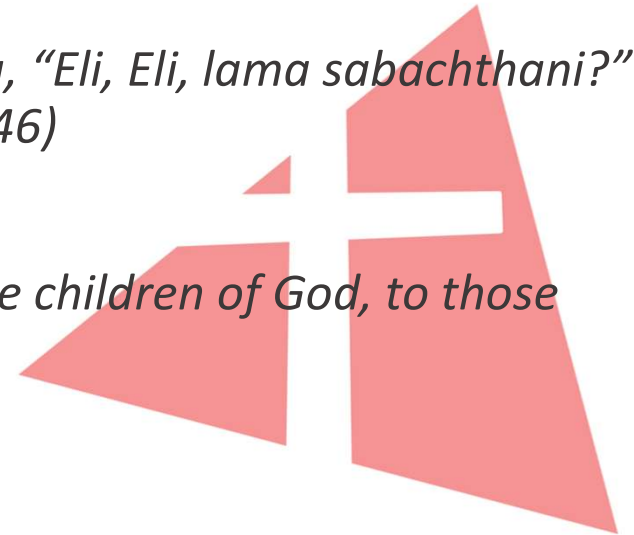 , “Eli, Eli, lama sabachthani?”
46)
e children of God, to those